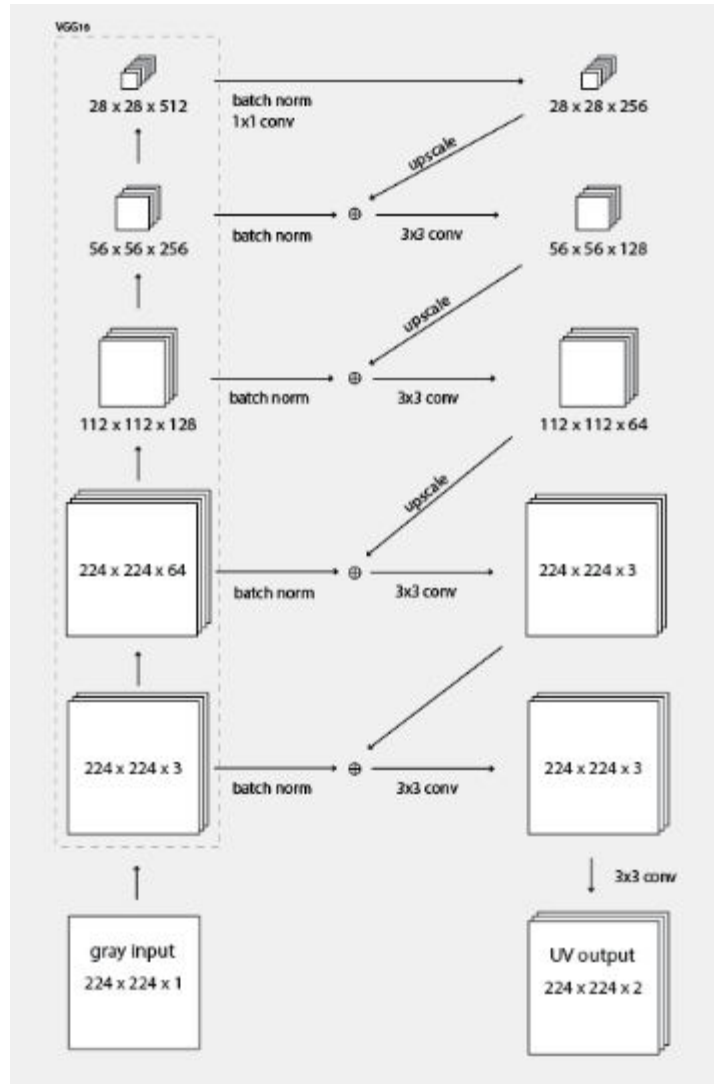 VGG16
28 x 28 x 512
batch norm
1x1 conv
28 x 28 x 256
upscale
56 x 56 x 256
batch norm
3x3 conv
56 x 56 x 128
upscale
112 x 112 x 128
batch norm
3x3 conv
112 x 112 x 64
upscale
224 x 224 x 64
batch norm
3x3 conv
224 x 224 x 3
224 x 224 x 3
batch norm
3x3 conv
224 x 224 x 3
3x3 conv
gray input
224 x 224 x 1
UV output
224 x 224 x 2